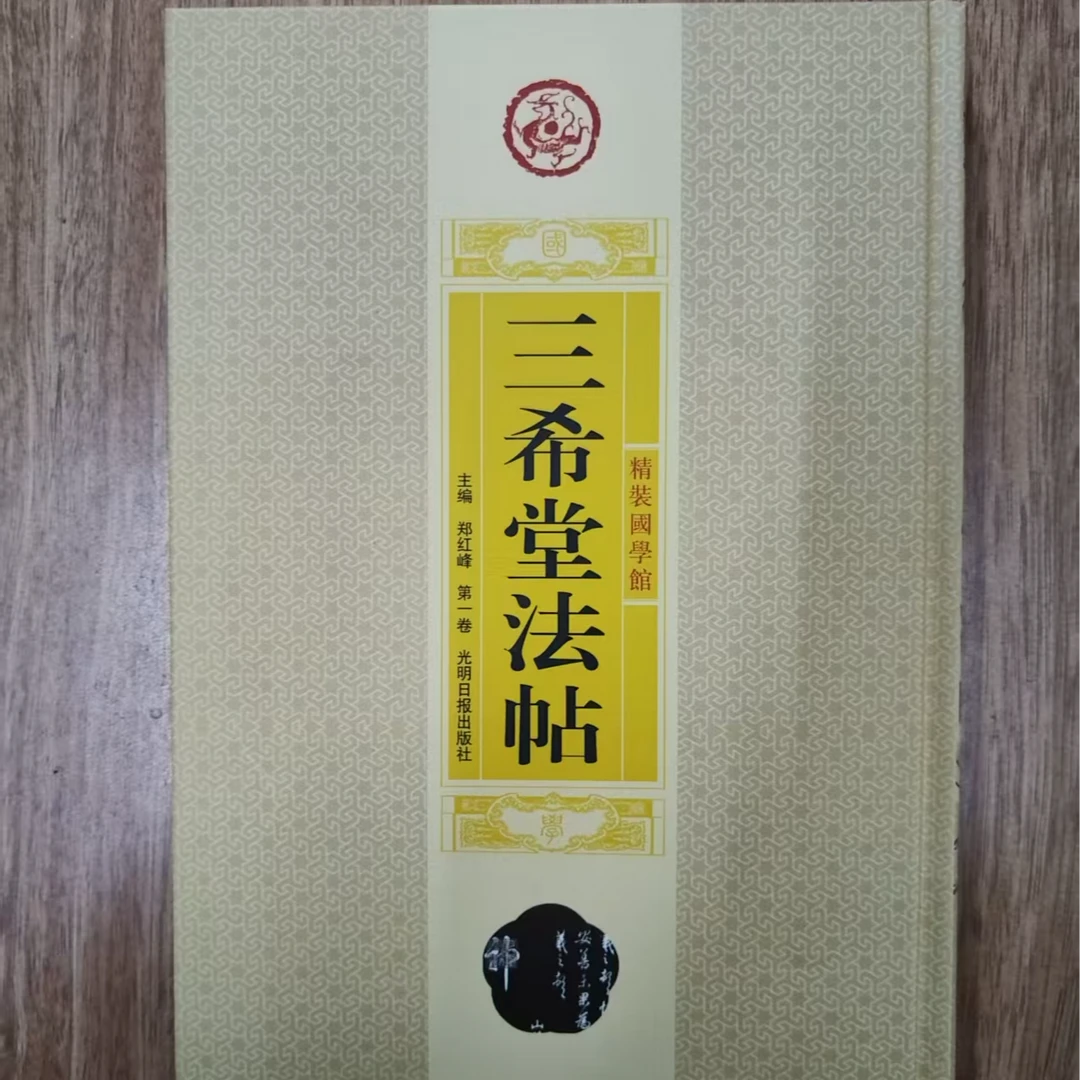 國
精裝國學館
三希堂法帖
主编 郑红峰 第一卷 光明日报出版社
學